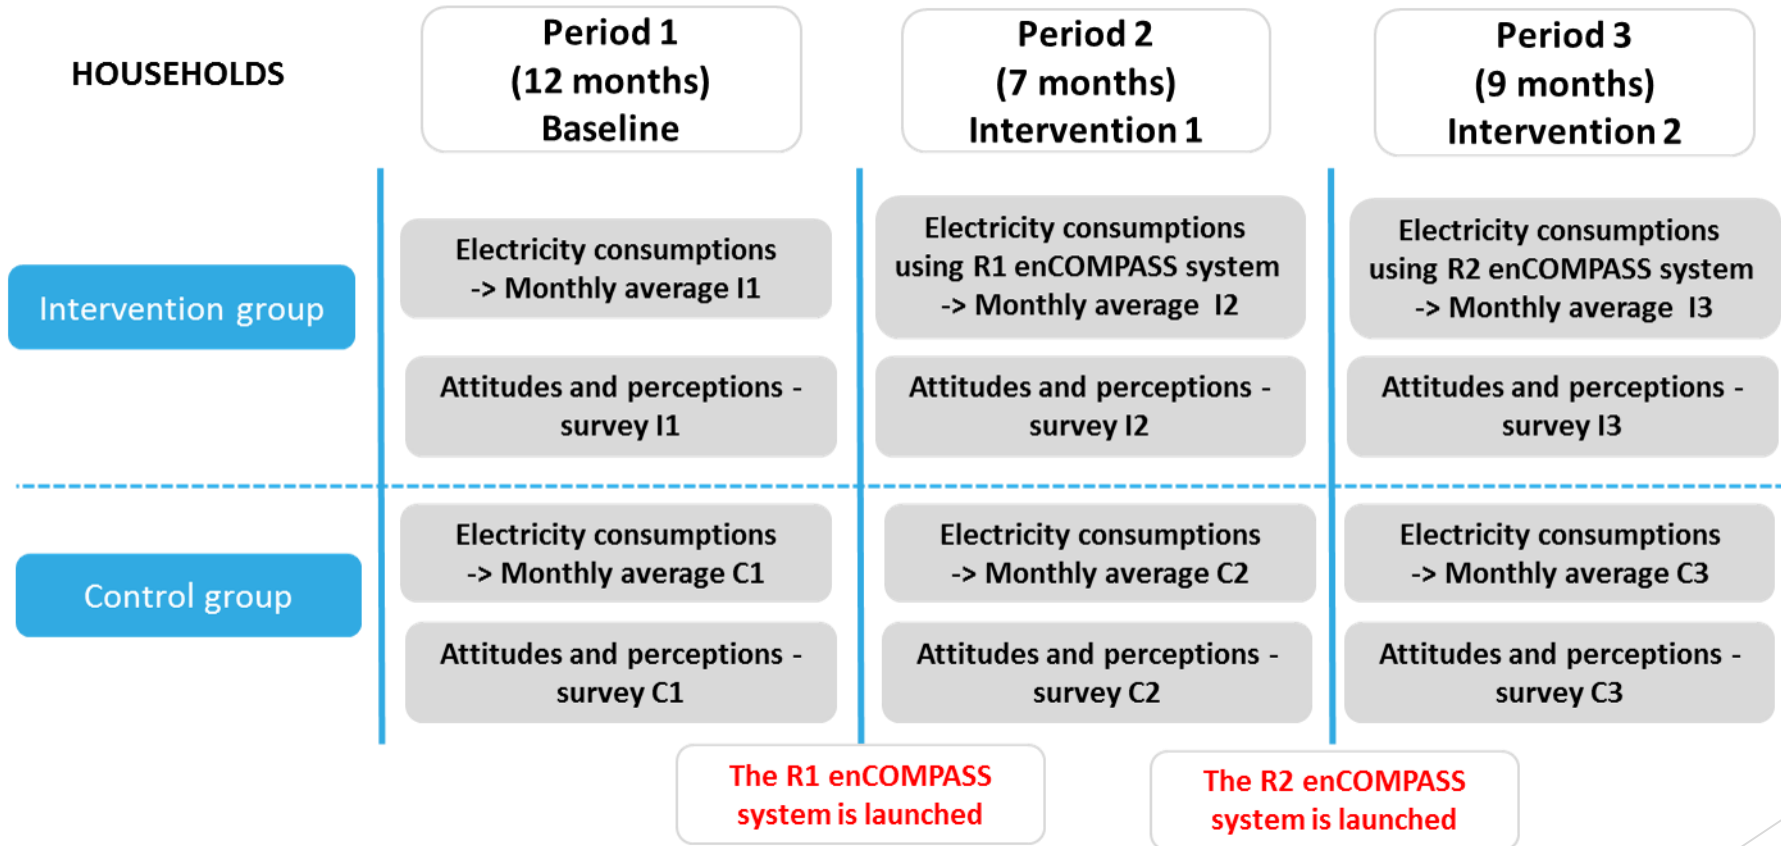 HOUSEHOLDS
Period 1
(12 months)
Baseline
Period 2
(7 months)
Intervention 1
Period 3
(9 months)
Intervention 2
Intervention group
Electricity consumptions
-> Monthly average I1
Electricity consumptions
using R1 enCOMPASS system
-> Monthly average I2
Electricity consumptions
using R2 enCOMPASS system
-> Monthly average I3
Attitudes and perceptions -
survey I1
Attitudes and perceptions -
survey I2
Attitudes and perceptions -
survey I3
Control group
Electricity consumptions
-> Monthly average C1
Electricity consumptions
-> Monthly average C2
Electricity consumptions
-> Monthly average C3
Attitudes and perceptions -
survey C1
Attitudes and perceptions -
survey C2
Attitudes and perceptions -
survey C3
The R1 enCOMPASS
system is launched
The R2 enCOMPASS
system is launched